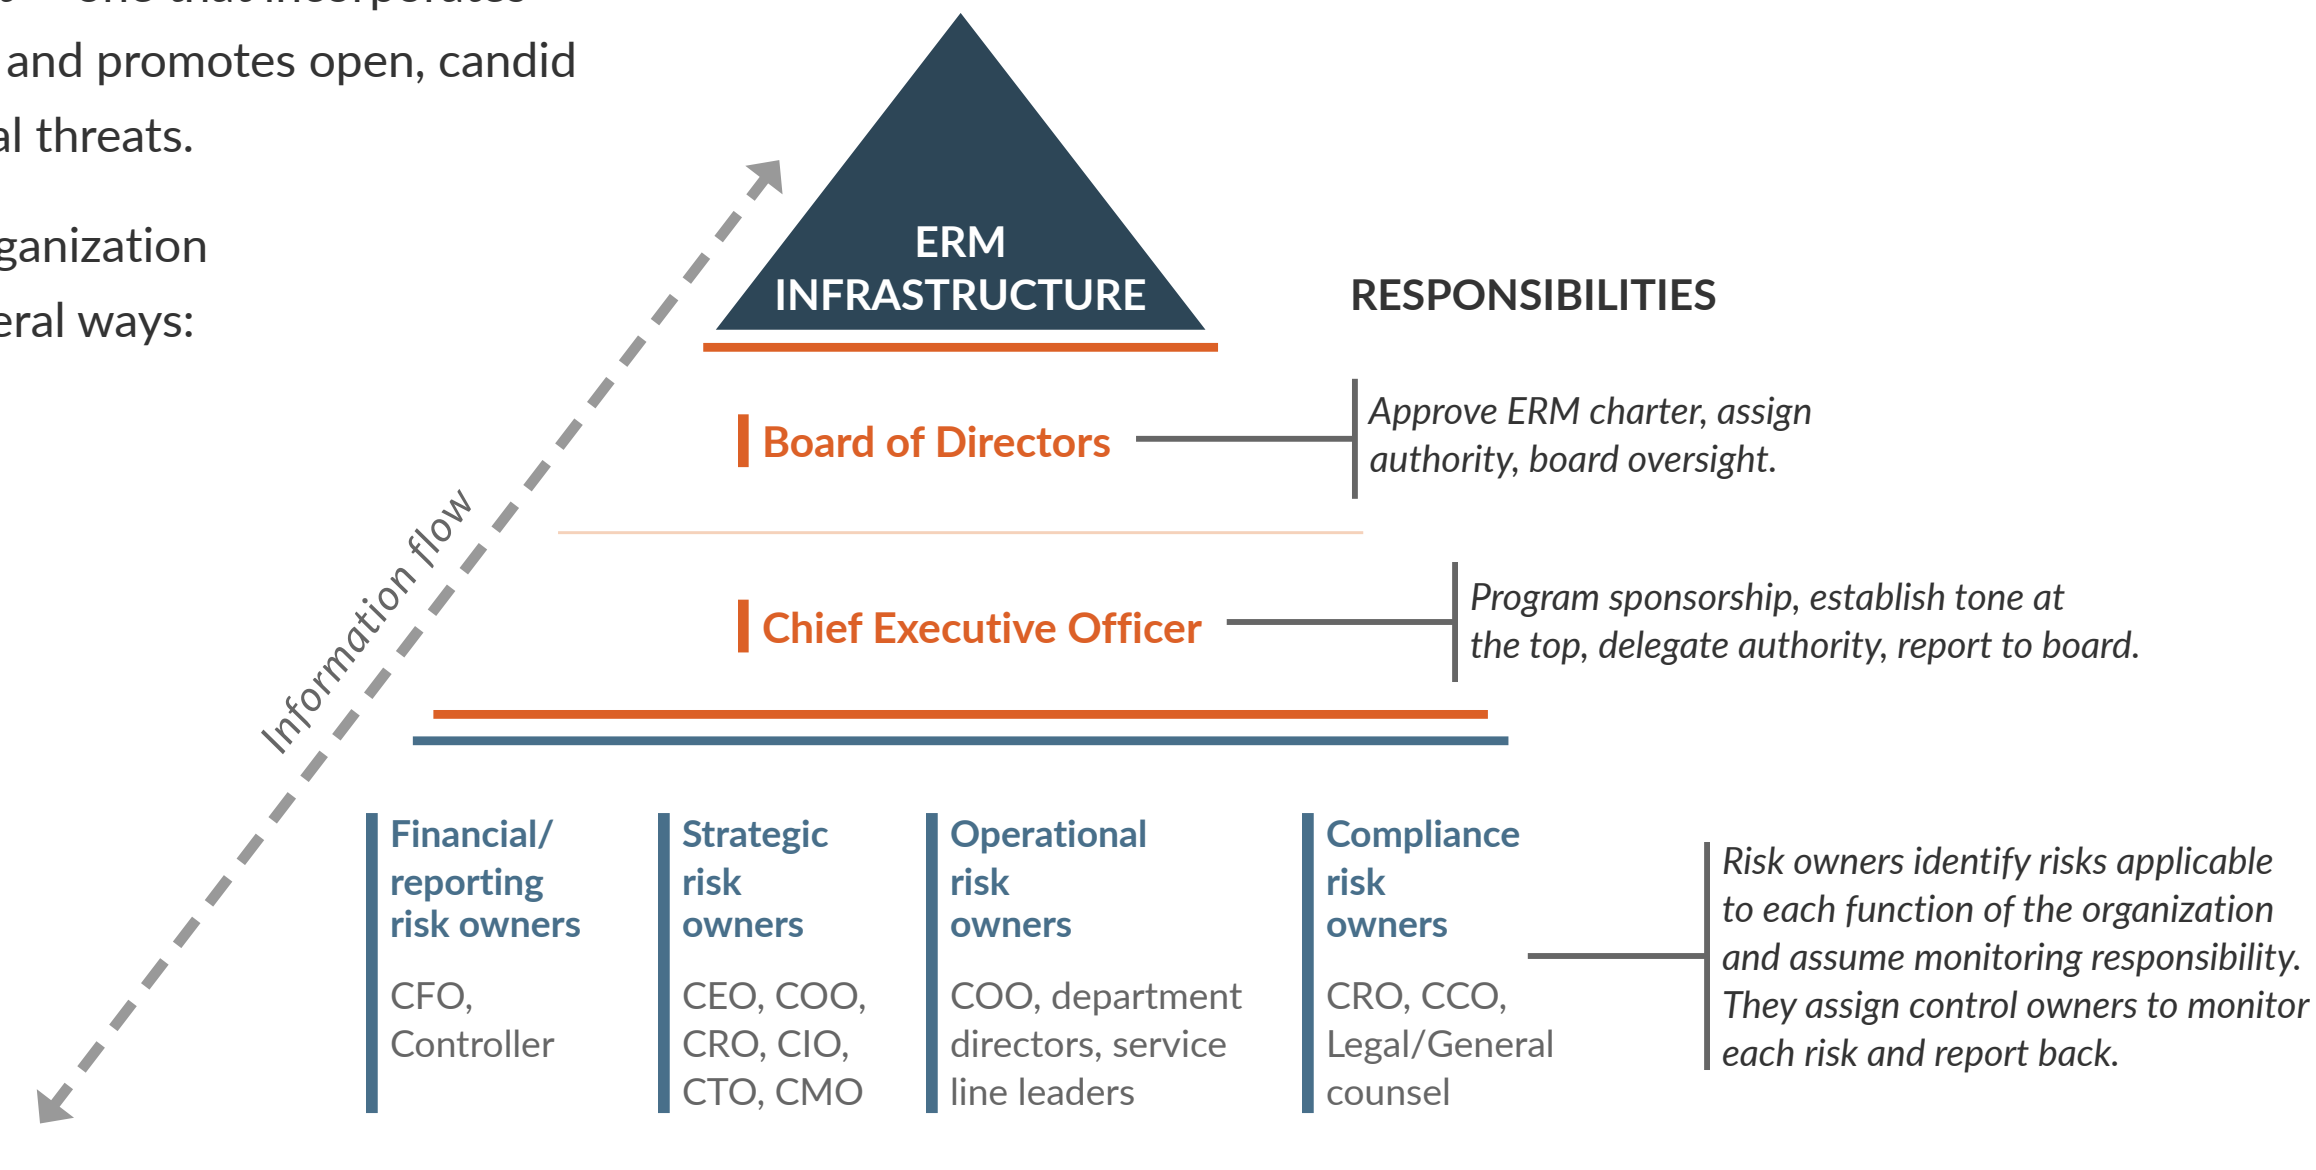 one that incorporates
and promotes open, candid
al threats.
ganization
eral ways:
ERM
INFRASTRUCTURE
RESPONSIBILITIES
Board of Directors
Approve ERM charter, assign
authority, board oversight.
Information flow
Chief Executive Officer
Program sponsorship, establish tone at
the top, delegate authority, report to board.
Financial/
reporting
risk owners
CFO,
Controller
Strategic
risk
owners
CEO, COO,
CRO, CIO,
CTO, CMO
Operational
risk
owners
COO, department
directors, service
line leaders
Compliance
risk
owners
CRO, CCO,
Legal/General
counsel
Risk owners identify risks applicable
to each function of the organization
and assume monitoring responsibility.
They assign control owners to monitor
each risk and report back.